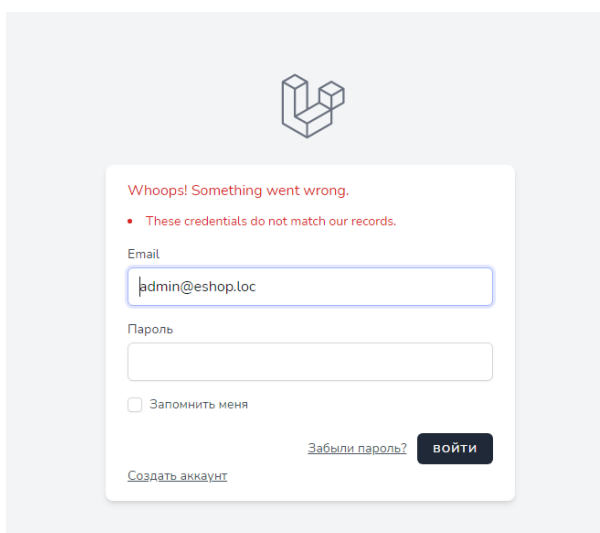 Whoops! Something went wrong.
These credentials do not match our records.
Email
admin@eshop.loc
Пароль
Запомнить меня
Забыли пароль? ВОЙТИ
Создать аккаунт